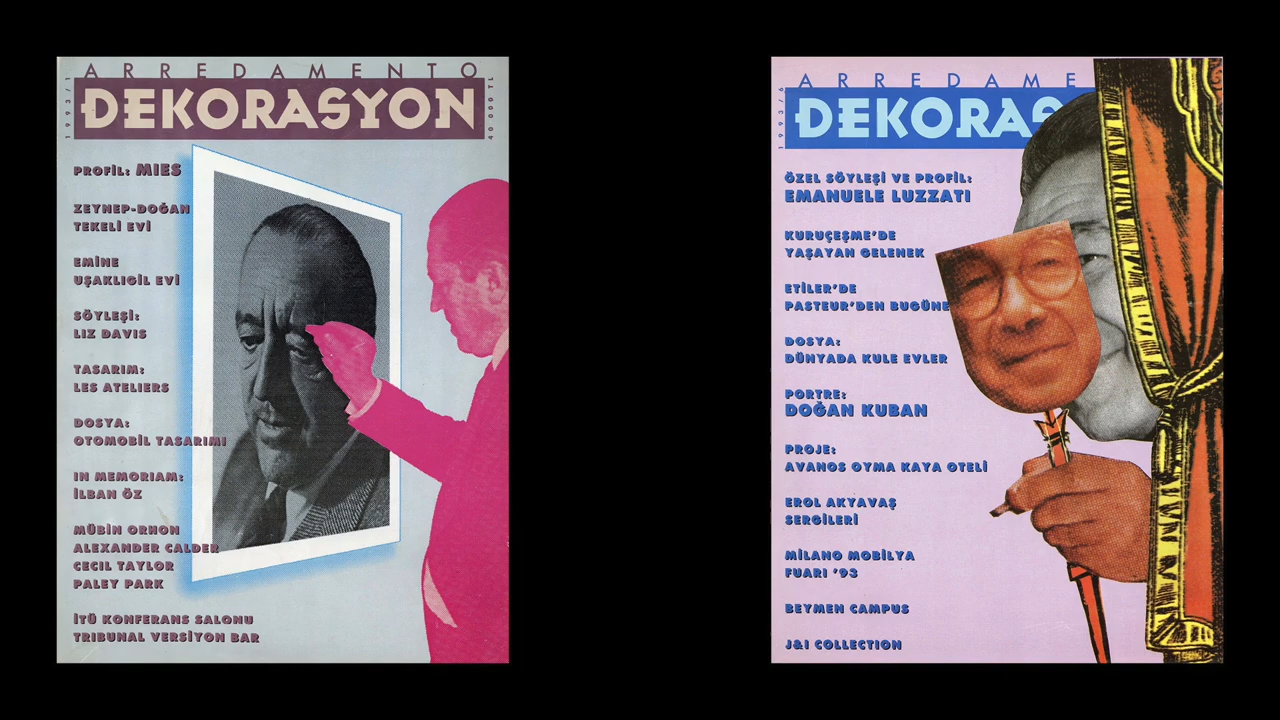 ARREDAMENTO
DEKORASYON
1993/1
40 000 TL
PROFİL: MIES
ZEYNEP-DOĞAN
TEKELİ EVİ
EMİNE
UŞAKLIGİL EVİ
SÖYLEŞİ:
LIZ DAVIS
TASARIM:
LES ATELIERS
DOSYA:
OTOMOBİL TASARIMI
IN MEMORIAM:
İLBAN ÖZ
MÜBİN ORHON
ALEXANDER CALDER
CECIL TAYLOR
PALEY PARK
İTÜ KONFERANS SALONU
TRIBUNAL VERSİYON BAR
ARREDAME
DEKORAS
1993/6
ÖZEL SÖYLEŞİ VE PROFİL:
EMANUELE LUZZATI
KURUÇEŞME'DE
YAŞAYAN GELENEK
ETİLER'DE
PASTEUR'DEN BUGÜNE
DOSYA:
DÜNYADA KULE EVLER
PORTRE:
DOĞAN KUBAN
PROJE:
AVANOS OYMA KAYA OTELİ
EROL AKYAVAŞ
SERGİLERİ
MİLANO MOBİLYA
FUARI '93
BEYMEN CAMPUS
J&I COLLECTION